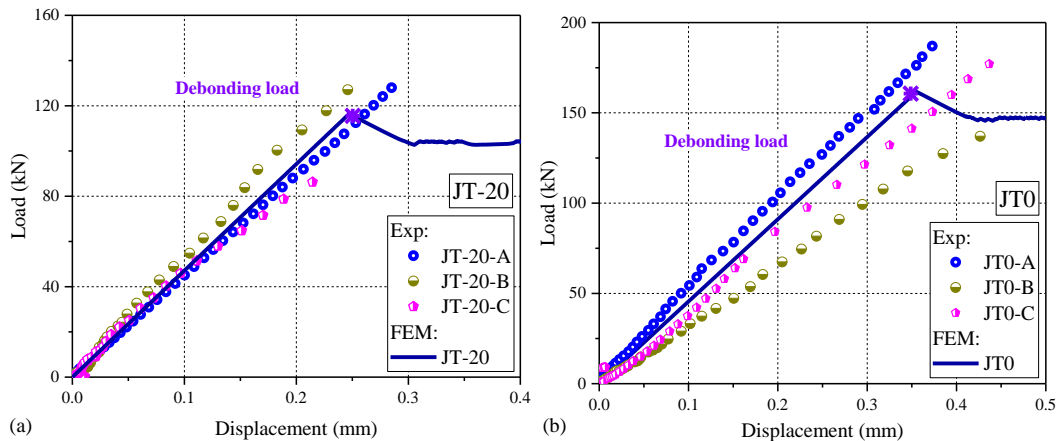 160
120
80
40
0
Load (kN)
Debonding load
JT-20
Exp:
JT-20-A
JT-20-B
JT-20-C
FEM:
JT-20
0.0 0.1 0.2 0.3 0.4
(a) Displacement (mm)
200
150
100
50
0
Load (kN)
Debonding load
JT0
Exp:
JT0-A
JT0-B
JT0-C
FEM:
JT0
0.0 0.1 0.2 0.3 0.4 0.5
(b) Displacement (mm)